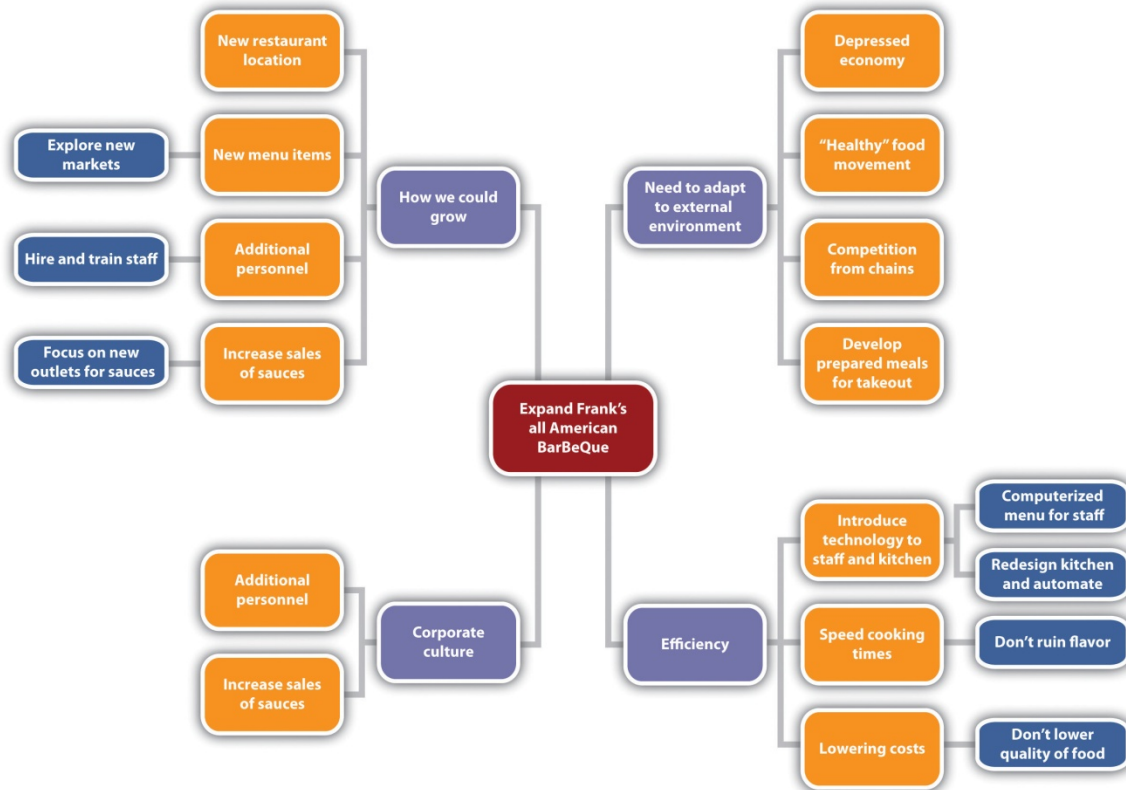 New restaurant
location
Explore new
markets
New menu items
How we could
grow
Hire and train staff
Additional
personnel
Focus on new
outlets for sauces
Increase sales
of sauces
Depressed
economy
“Healthy” food
movement
Need to adapt
to external
environment
Competition
from chains
Develop
prepared meals
for takeout
Expand Frank’s
all American
BarBeQue
Additional
personnel
Corporate
culture
Increase sales
of sauces
Introduce
technology to
staff and kitchen
Computerized
menu for staff
Redesign kitchen
and automate
Efficiency
Speed cooking
times
Don’t ruin flavor
Lowering costs
Don’t lower
quality of food